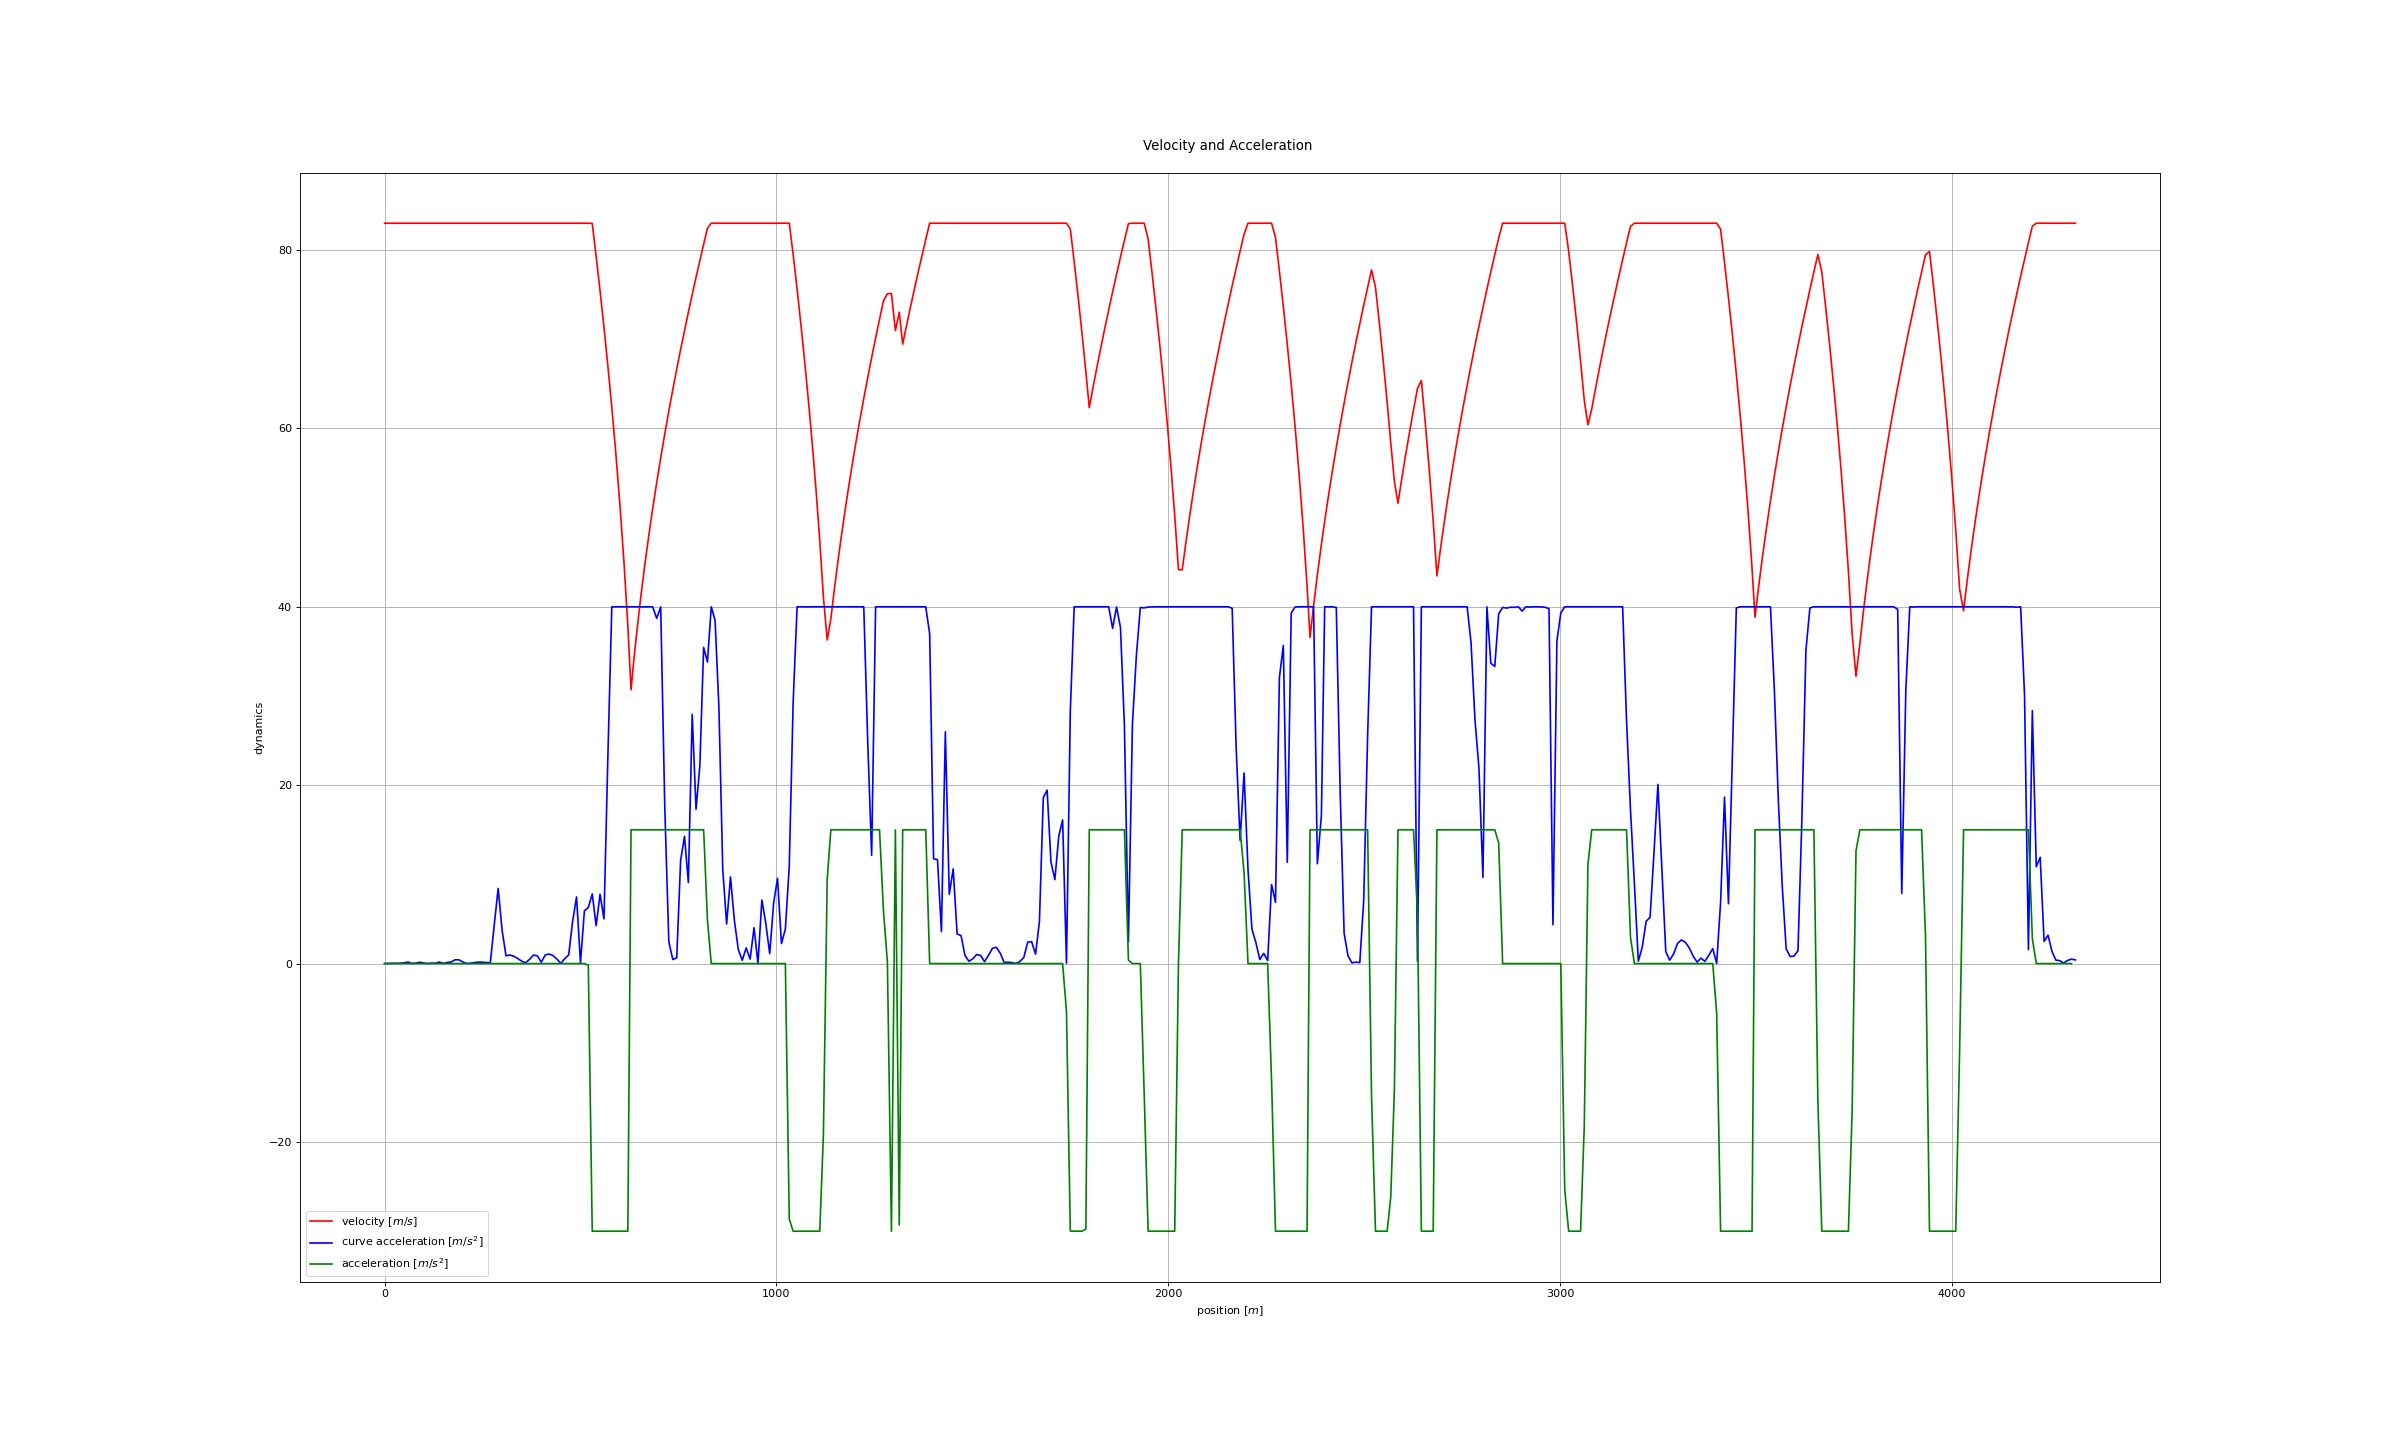 Velocity and Acceleration
80
60
40
20
0
−20
dynamics
velocity [m/s]
curve acceleration [m/s²]
acceleration [m/s²]
0 1000 2000 3000 4000
position [m]